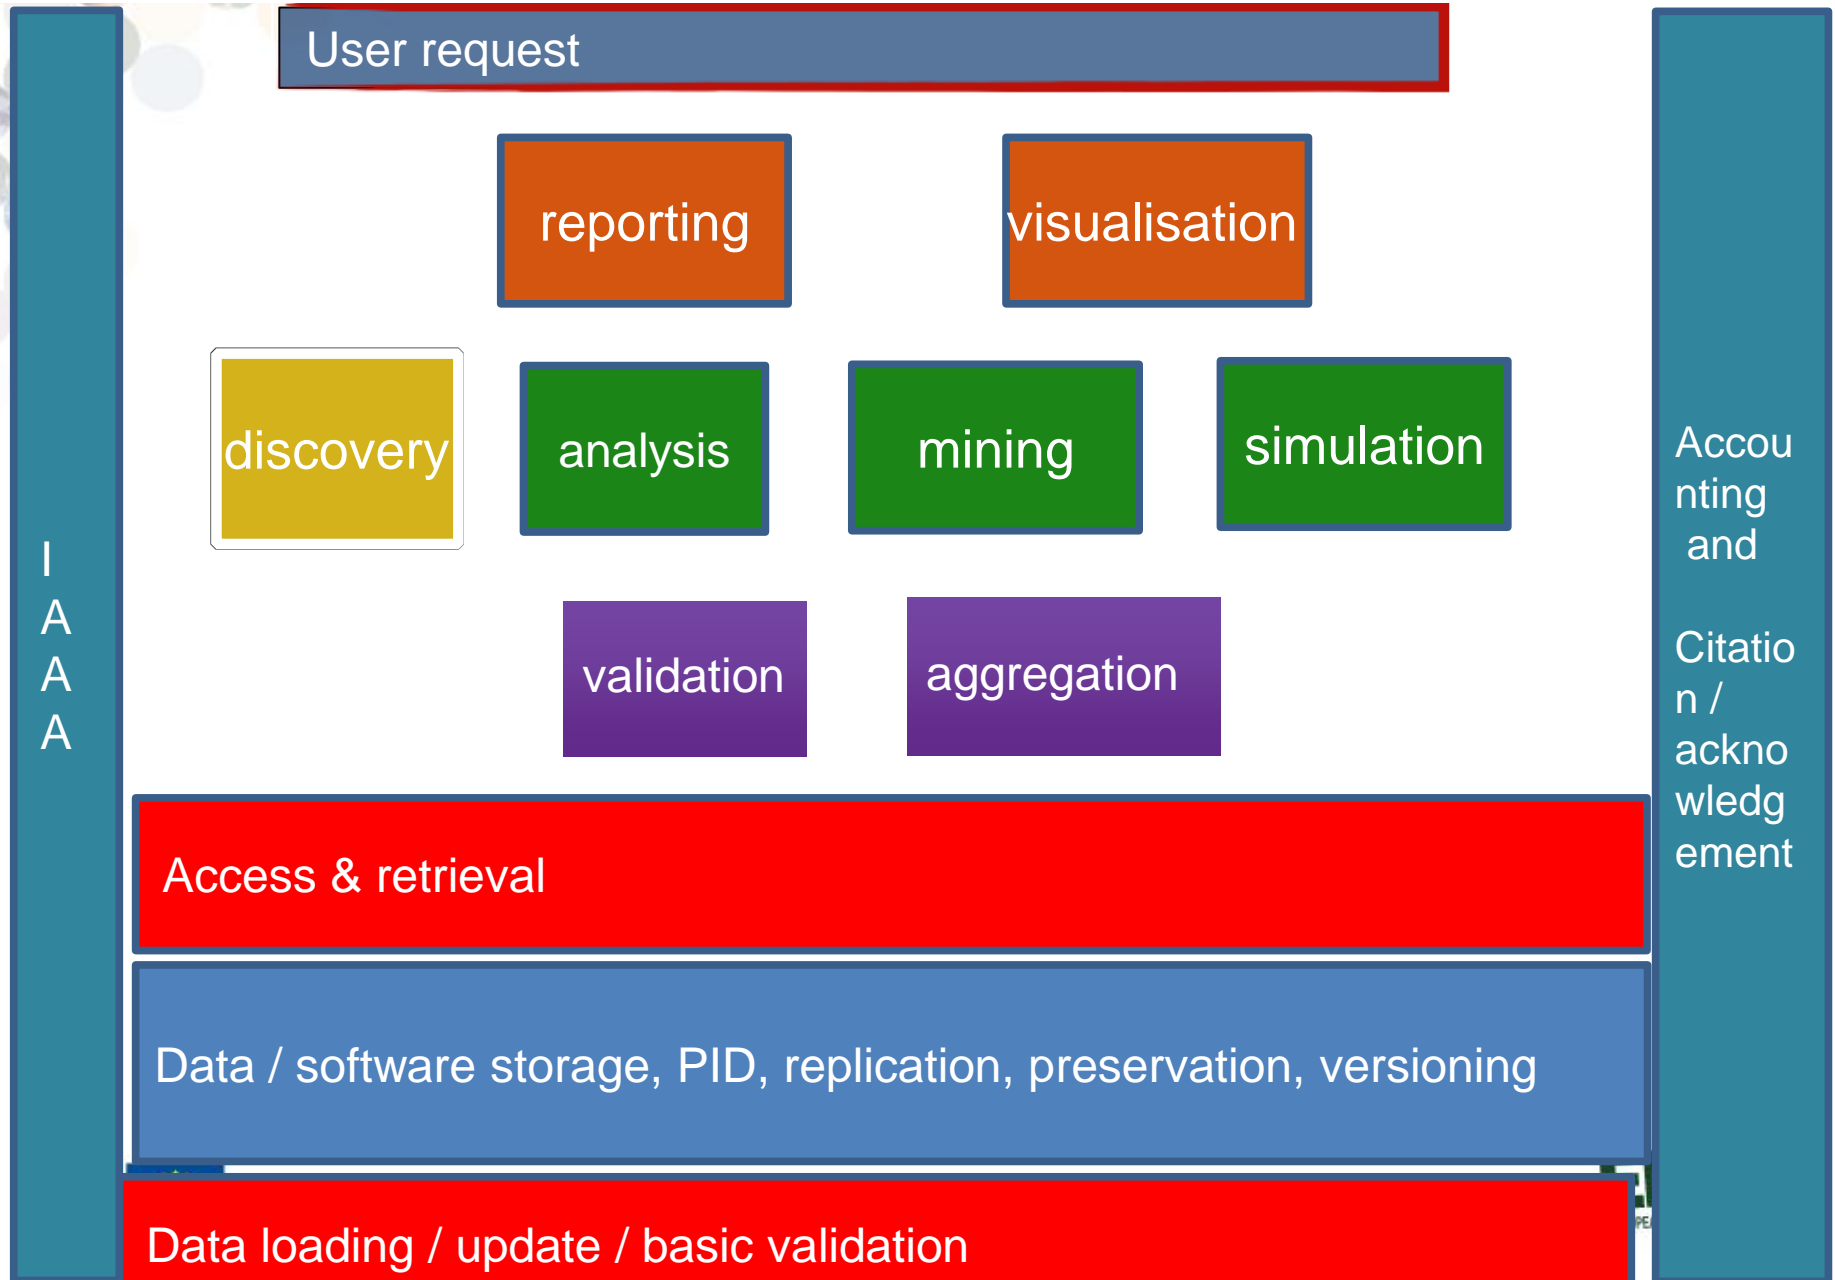 User request
reporting
visualisation
discovery
analysis
mining
simulation
validation
aggregation
I
A
A
A
Accou
nting
and
Citatio
n /
ackno
wledg
ement
Access & retrieval
Data / software storage, PID, replication, preservation, versioning
Data loading / update / basic validation